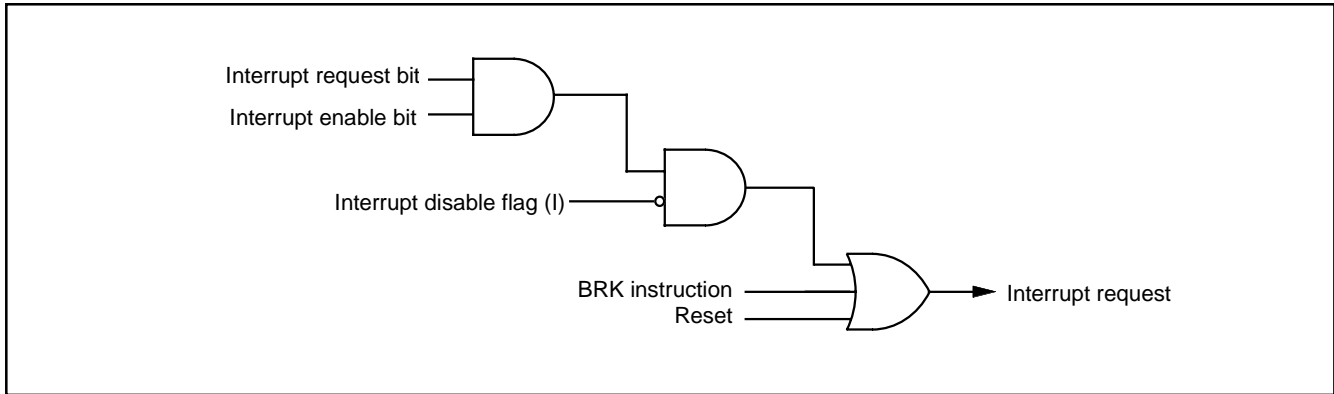 Interrupt request bit
Interrupt enable bit
Interrupt disable flag (I)
BRK instruction
Reset
Interrupt request